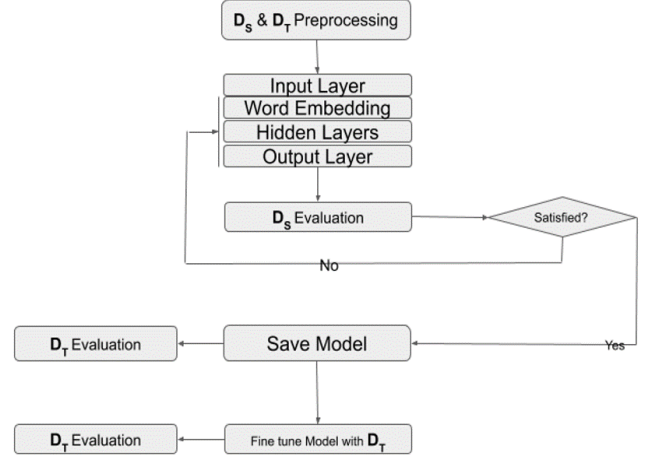 DS & DT Preprocessing
Input Layer
Word Embedding
Hidden Layers
Output Layer
DS Evaluation
Satisfied?
No
Yes
DT Evaluation
Save Model
DT Evaluation
Fine tune Model with DT